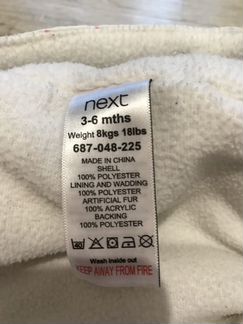 next
3-6 mths
Weight 8kgs 18lbs
687-048-225
MADE IN CHINA
SHELL
100% POLYESTER
LINING AND WADDING
100% POLYESTER
ARTIFICIAL FUR
100% ACRYLIC
BACKING
100% POLYESTER
40
Wash inside out
KEEP AWAY FROM FIRE